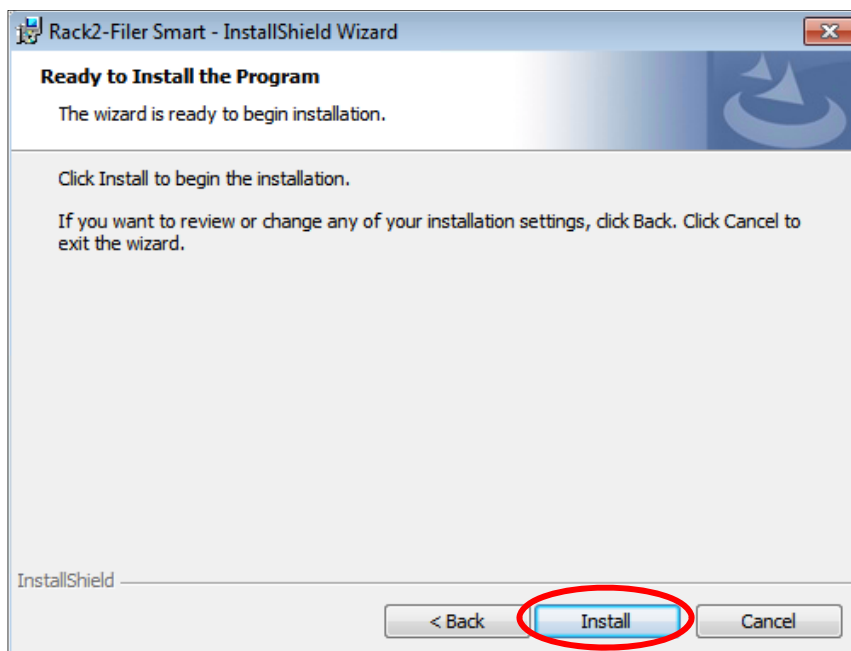 Rack2-Filer Smart - InstallShield Wizard
Ready to Install the Program
The wizard is ready to begin installation.
Click Install to begin the installation.
If you want to review or change any of your installation settings, click Back. Click Cancel to
exit the wizard.
InstallShield
< Back Install Cancel